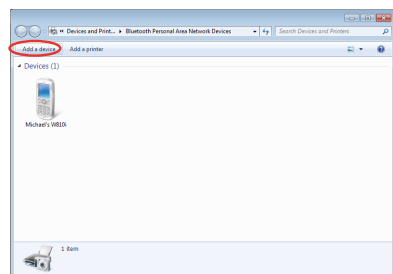 « Devices and Print... ▸ Bluetooth Personal Area Network Devices
Search Devices and Printers
Add a device Add a printer
Devices (1)
Michael's W810i
1 item